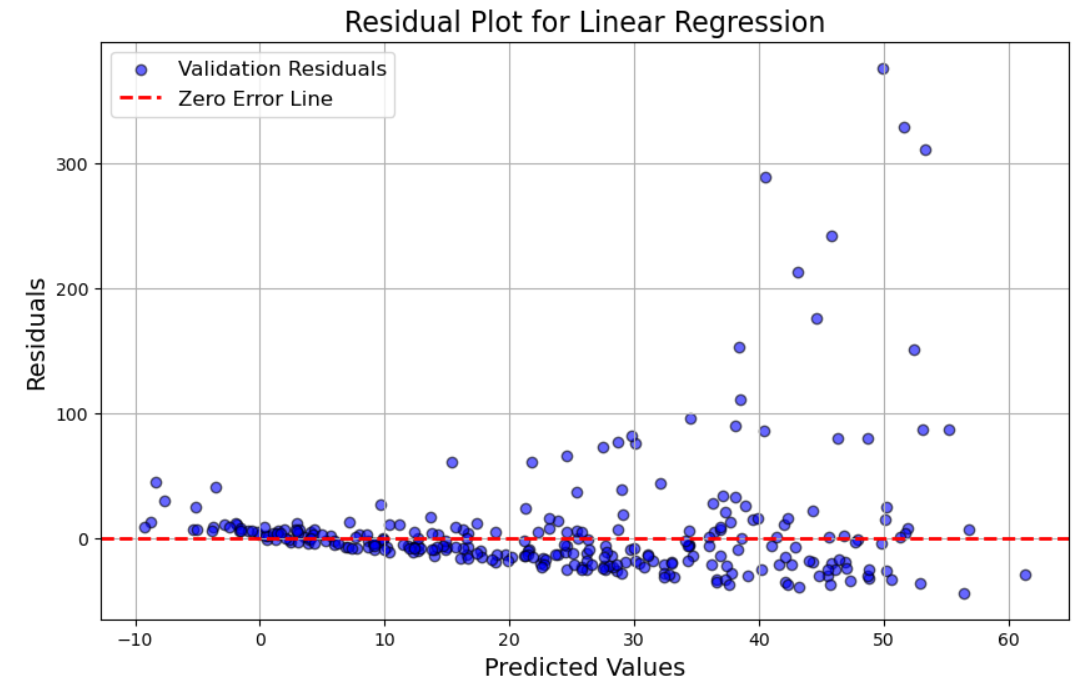 Residual Plot for Linear Regression
Validation Residuals
Zero Error Line
Residuals
300
200
100
0
−10
0
10
20
30
40
50
60
Predicted Values